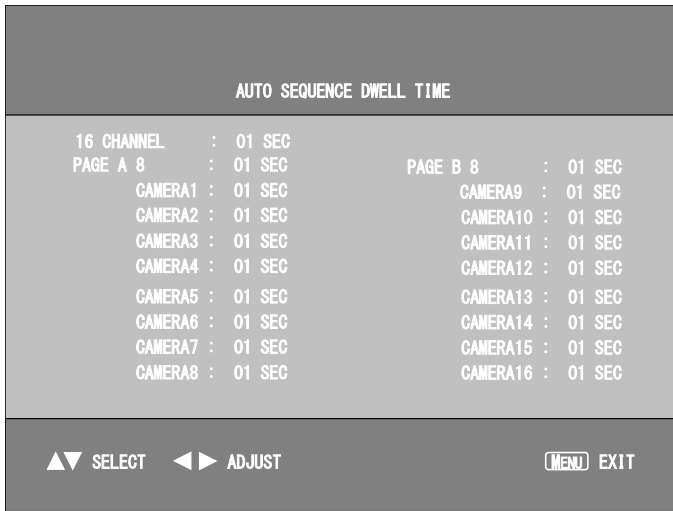 AUTO SEQUENCE DWELL TIME
16 CHANNEL : 01 SEC
PAGE A 8 : 01 SEC
CAMERA1 : 01 SEC
CAMERA2 : 01 SEC
CAMERA3 : 01 SEC
CAMERA4 : 01 SEC
CAMERA5 : 01 SEC
CAMERA6 : 01 SEC
CAMERA7 : 01 SEC
CAMERA8 : 01 SEC
PAGE B 8 : 01 SEC
CAMERA9 : 01 SEC
CAMERA10 : 01 SEC
CAMERA11 : 01 SEC
CAMERA12 : 01 SEC
CAMERA13 : 01 SEC
CAMERA14 : 01 SEC
CAMERA15 : 01 SEC
CAMERA16 : 01 SEC
▲▼ SELECT ◀▶ ADJUST MENU EXIT